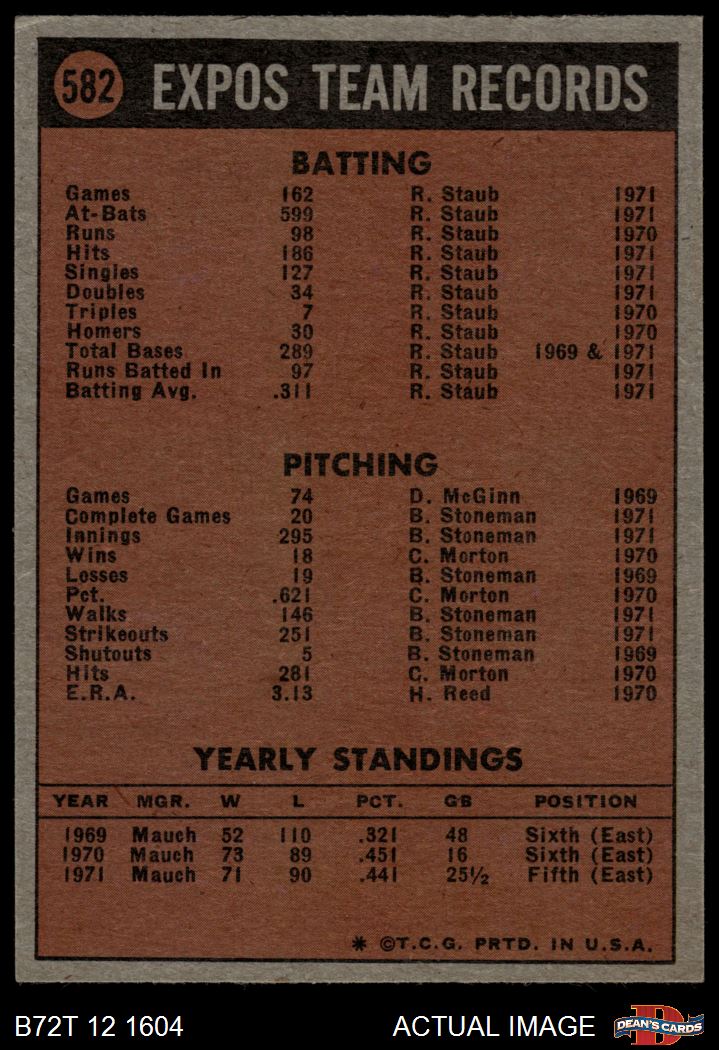 582 EXPOS TEAM RECORDS
BATTING
Games 162 R. Staub 1971
At-Bats 599 R. Staub 1971
Runs 98 R. Staub 1970
Hits 186 R. Staub 1971
Singles 127 R. Staub 1971
Doubles 34 R. Staub 1971
Triples 7 R. Staub 1970
Homers 30 R. Staub 1970
Total Bases 289 R. Staub 1969 & 1971
Runs Batted In 97 R. Staub 1971
Batting Avg. .311 R. Staub 1971
PITCHING
Games 74 D. McGinn 1969
Complete Games 20 B. Stoneman 1971
Innings 295 B. Stoneman 1971
Wins 18 C. Morton 1970
Losses 19 B. Stoneman 1969
Pct. .621 C. Morton 1970
Walks 146 B. Stoneman 1971
Strikeouts 251 B. Stoneman 1971
Shutouts 5 B. Stoneman 1969
Hits 281 C. Morton 1970
E.R.A. 3.13 H. Reed 1970
YEARLY STANDINGS
YEAR MGR. W L PCT. GB POSITION
1969 Mauch 52 110 .321 48 Sixth (East)
1970 Mauch 73 89 .451 16 Sixth (East)
1971 Mauch 71 90 .441 25½ Fifth (East)
* ©T.C.G. PRTD. IN U.S.A.
B72T 12 1604 ACTUAL IMAGE DEAN'S CARDS